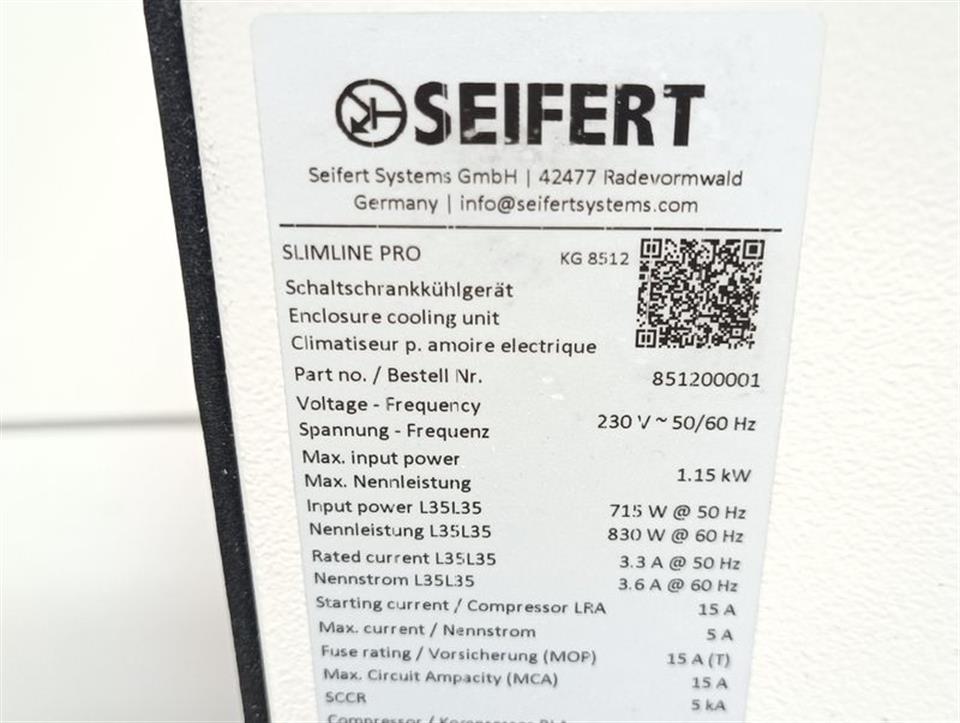 SEIFERT
Seifert Systems GmbH | 42477 Radevormwald
Germany | info@seifertsystems.com
SLIMLINE PRO KG 8512
Schaltschrankkühlgerät
Enclosure cooling unit
Climatiseur p. amoire electrique
Part no. / Bestell Nr. 851200001
Voltage - Frequency
Spannung - Frequenz 230 V ~ 50/60 Hz
Max. input power
Max. Nennleistung 1.15 kW
Input power L35L35 715 W @ 50 Hz
Nennleistung L35L35 830 W @ 60 Hz
Rated current L35L35 3.3 A @ 50 Hz
Nennstrom L35L35 3.6 A @ 60 Hz
Starting current / Compressor LRA 15 A
Max. current / Nennstrom 5 A
Fuse rating / Vorsicherung (MOP) 15 A (T)
Max. Circuit Ampacity (MCA) 15 A
SCCR 5 kA